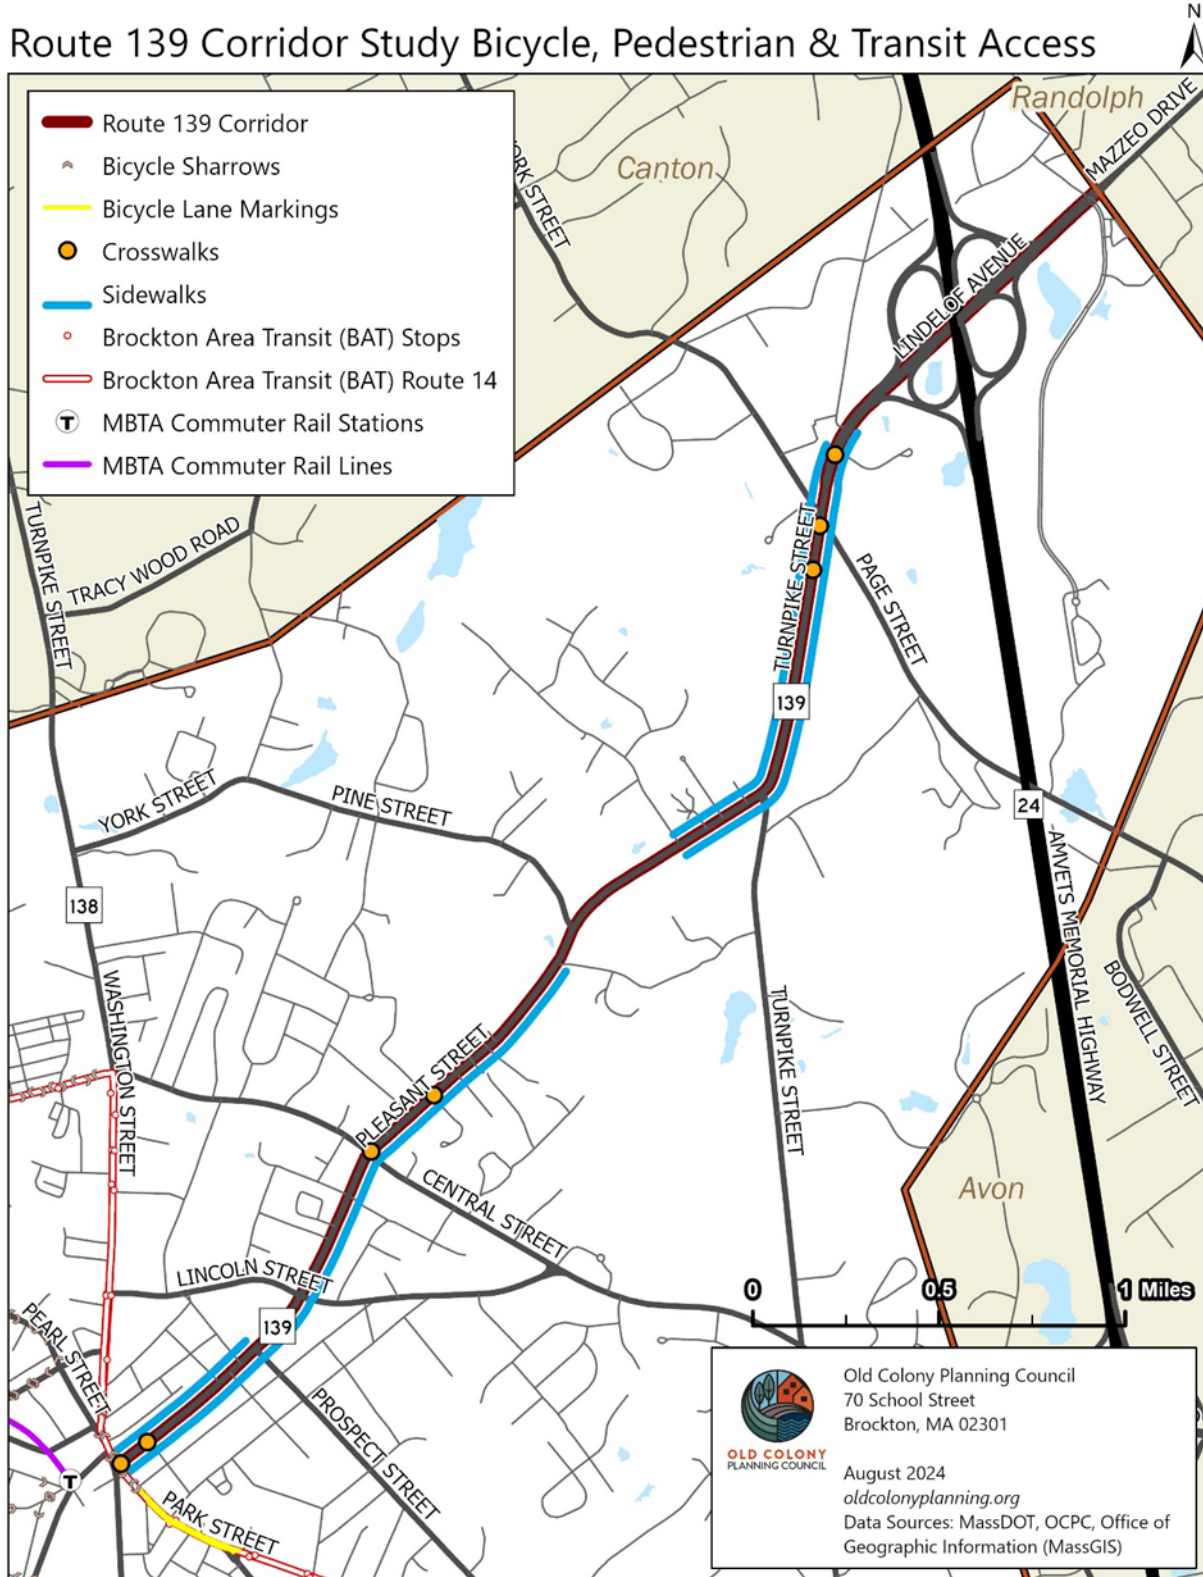 Route 139 Corridor Study Bicycle, Pedestrian & Transit Access
N
Route 139 Corridor
Bicycle Sharrows
Bicycle Lane Markings
Crosswalks
Sidewalks
Brockton Area Transit (BAT) Stops
Brockton Area Transit (BAT) Route 14
T MBTA Commuter Rail Stations
MBTA Commuter Rail Lines
Randolph
Canton
MAZZEO DRIVE
YORK STREET
LINDELOF AVENUE
TURNPIKE STREET
TRACY WOOD ROAD
TURNPIKE STREET
PAGE STREET
139
YORK STREET
PINE STREET
24
AMVETS MEMORIAL HIGHWAY
138
WASHINGTON STREET
BODWELL STREET
TURNPIKE STREET
PLEASANT STREET
CENTRAL STREET
Avon
LINCOLN STREET
139
PEARL STREET
PROSPECT STREET
T
PARK STREET
0 0.5 1 Miles
OLD COLONY
PLANNING COUNCIL
Old Colony Planning Council
70 School Street
Brockton, MA 02301
August 2024
oldcolonyplanning.org
Data Sources: MassDOT, OCPC, Office of
Geographic Information (MassGIS)